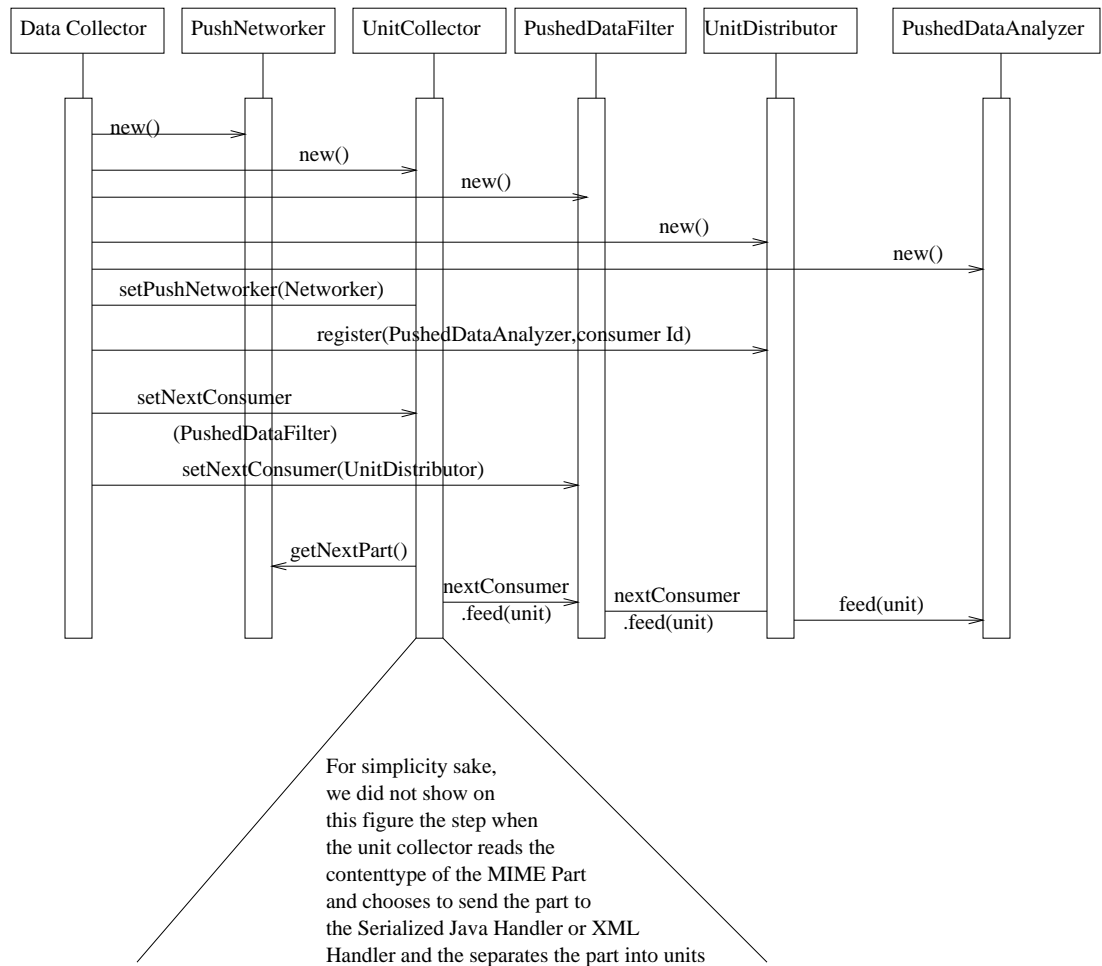 Data Collector
PushNetworker
UnitCollector
PushedDataFilter
UnitDistributor
PushedDataAnalyzer
new()
new()
new()
new()
new()
setPushNetworker(Networker)
register(PushedDataAnalyzer,consumer Id)
setNextConsumer
(PushedDataFilter)
setNextConsumer(UnitDistributor)
getNextPart()
nextConsumer
.feed(unit)
nextConsumer
.feed(unit)
feed(unit)
For simplicity sake,
we did not show on
this figure the step when
the unit collector reads the
contenttype of the MIME Part
and chooses to send the part to
the Serialized Java Handler or XML
Handler and the separates the part into units